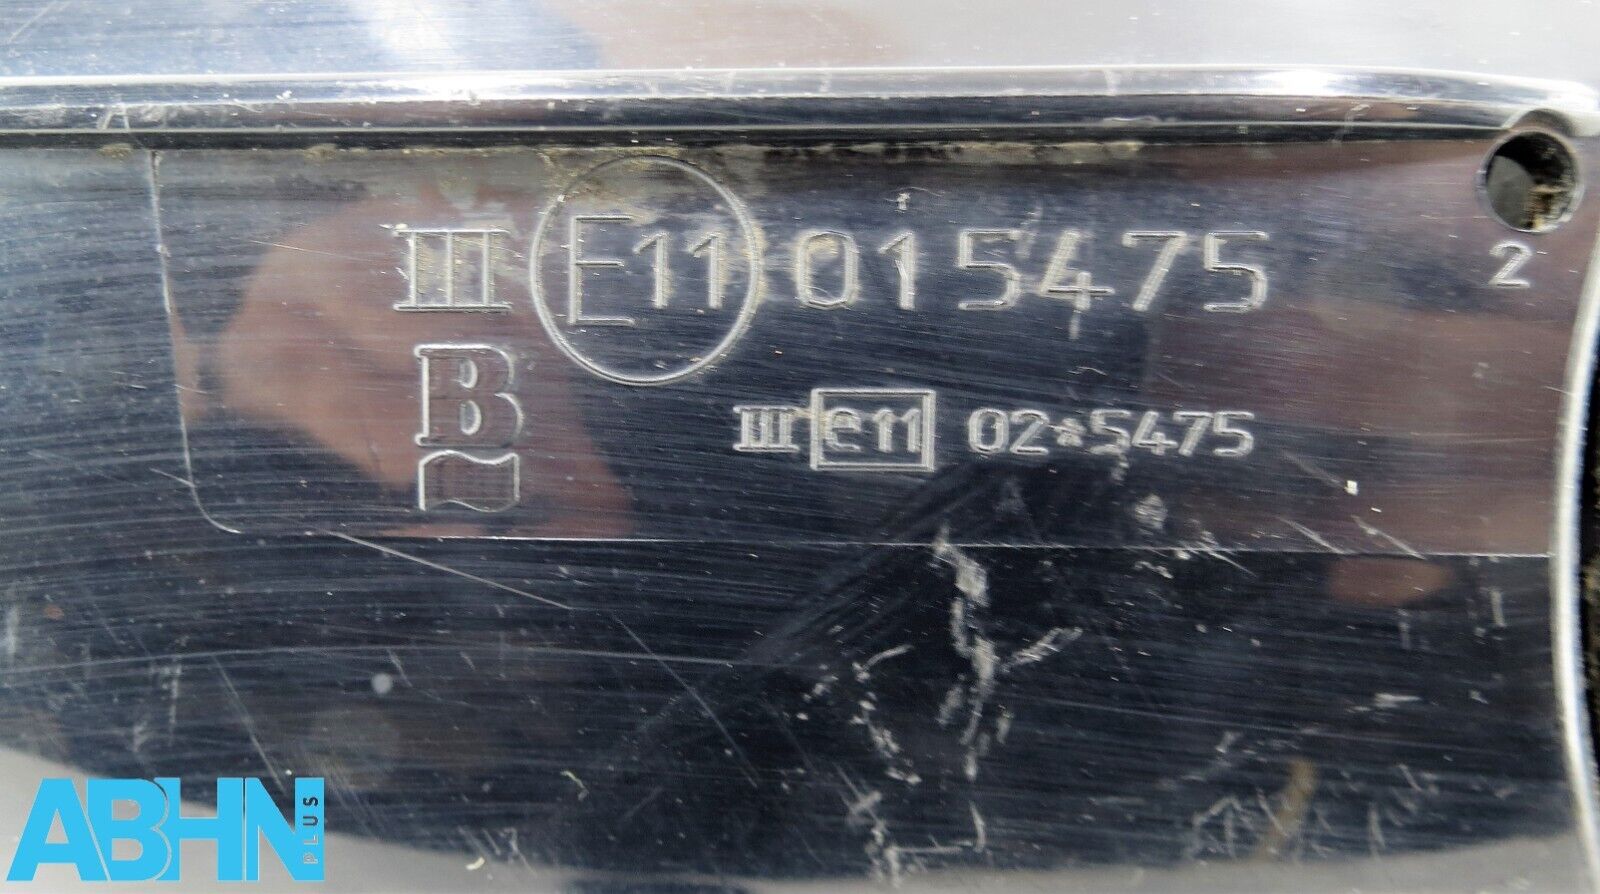 III E11 015475
2
B
III e11 02*5475
ABHN PLUS